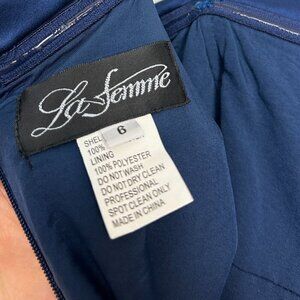 La Femme
6
SHEL
100%
LINING
100% POLYESTER
DO NOT WASH
DO NOT DRY CLEAN
PROFESSIONAL
SPOT CLEAN ONLY
MADE IN CHINA